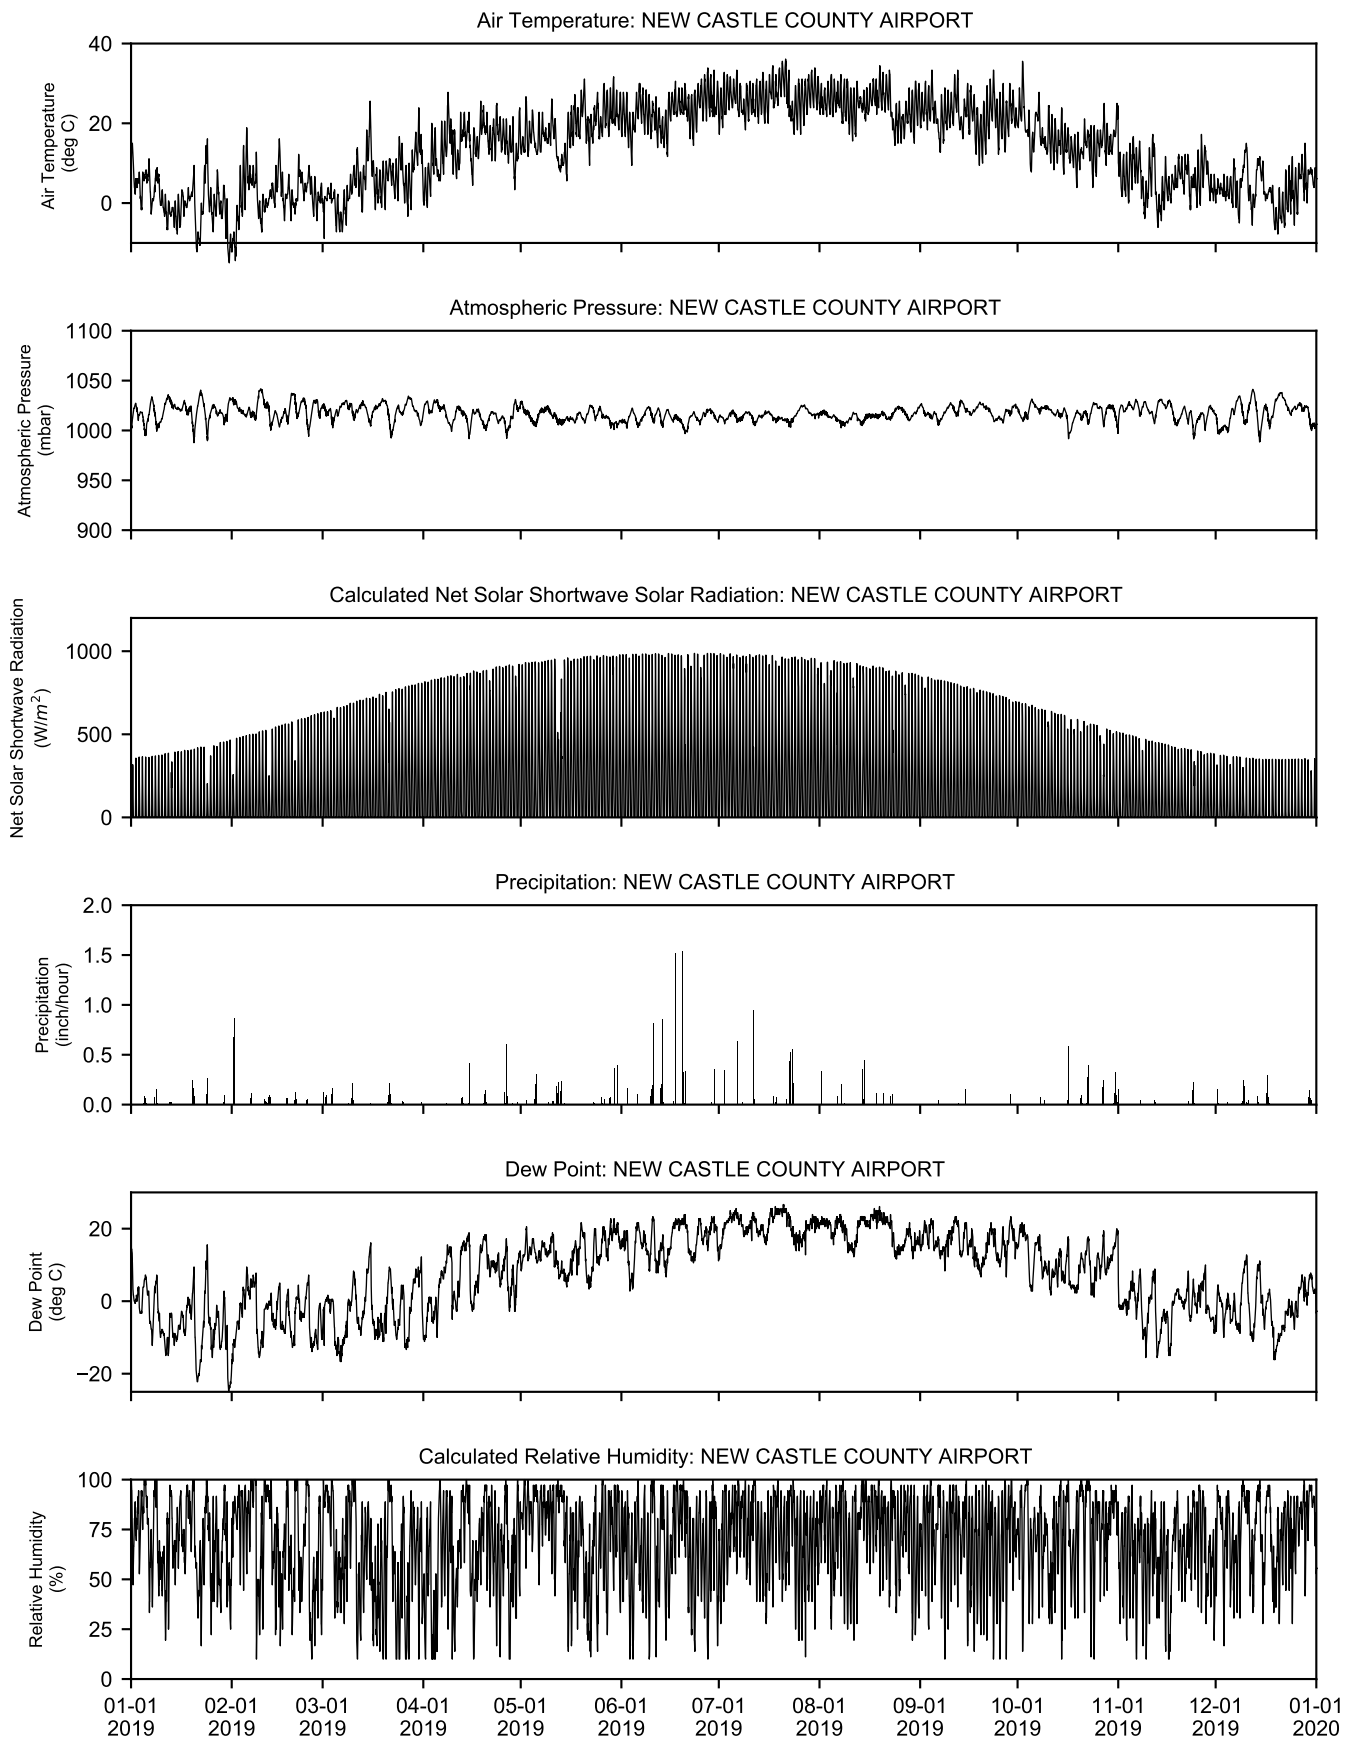 Air Temperature: NEW CASTLE COUNTY AIRPORT
Air Temperature
(deg C)
40
20
0
Atmospheric Pressure: NEW CASTLE COUNTY AIRPORT
Atmospheric Pressure
(mbar)
1100
1050
1000
950
900
Calculated Net Solar Shortwave Solar Radiation: NEW CASTLE COUNTY AIRPORT
Net Solar Shortwave Radiation
(W/m²)
1000
500
0
Precipitation: NEW CASTLE COUNTY AIRPORT
Precipitation
(inch/hour)
2.0
1.5
1.0
0.5
0.0
Dew Point: NEW CASTLE COUNTY AIRPORT
Dew Point
(deg C)
20
0
−20
Calculated Relative Humidity: NEW CASTLE COUNTY AIRPORT
Relative Humidity
(%)
100
75
50
25
0
01-01 02-01 03-01 04-01 05-01 06-01 07-01 08-01 09-01 10-01 11-01 12-01 01-01
2019 2019 2019 2019 2019 2019 2019 2019 2019 2019 2019 2019 2020